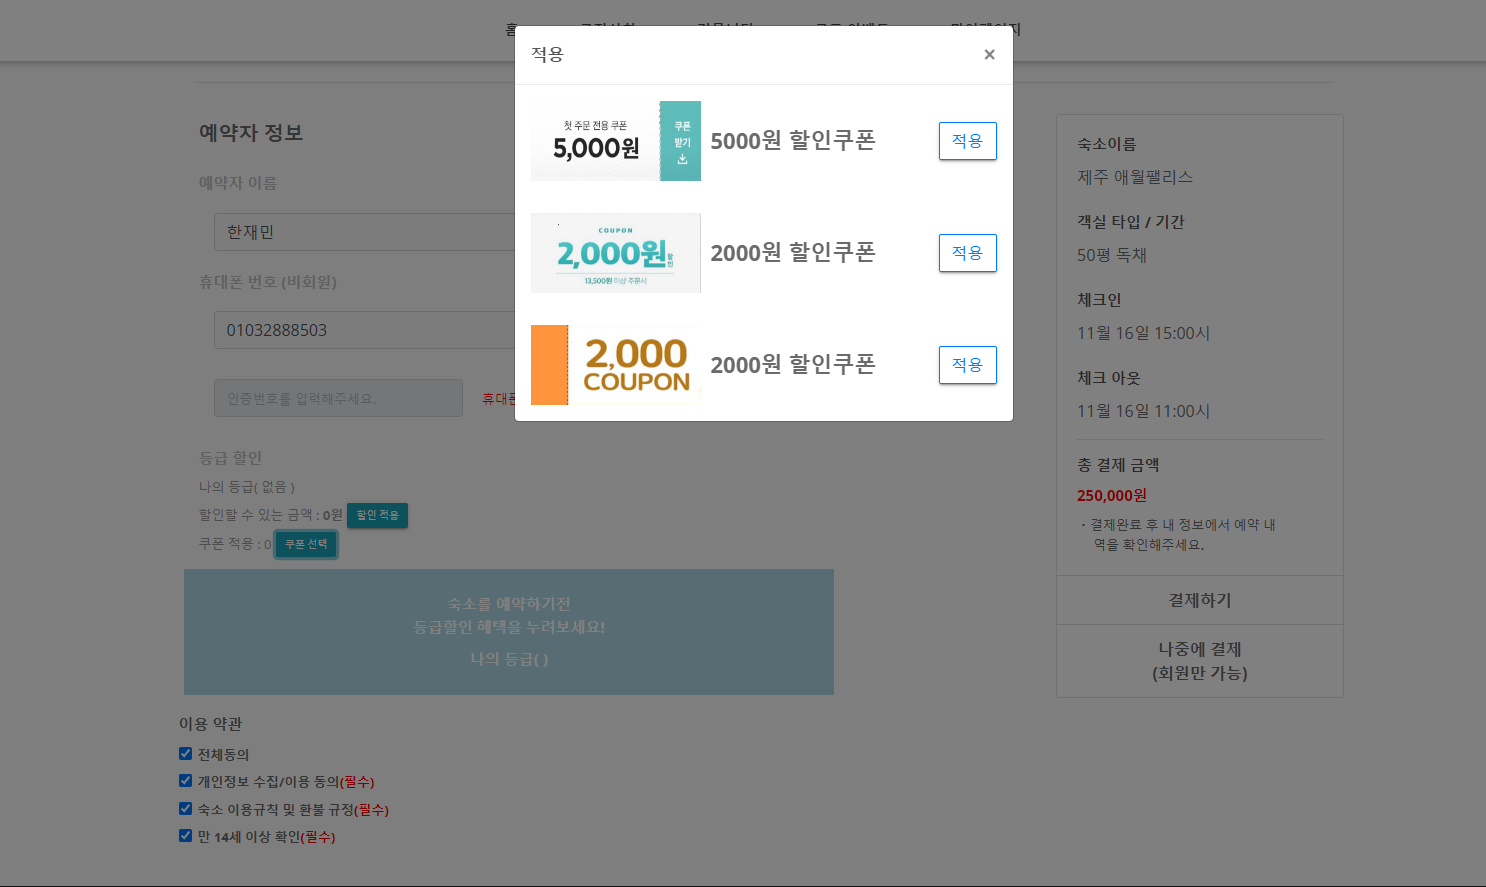 홈
적용
×
첫 주문 전용 쿠폰
5,000원
쿠폰
받기
5000원 할인쿠폰
적용
COUPON
2,000원
할인
13,500원 이상 주문시
2000원 할인쿠폰
적용
2,000
COUPON
2000원 할인쿠폰
적용
예약자 정보
예약자 이름
한재민
휴대폰 번호 (비회원)
01032888503
인증번호를 입력해주세요.
등급 할인
나의 등급( 없음 )
할인할 수 있는 금액 : 0원 할인 적용
쿠폰 적용 : 0 쿠폰 선택
숙소를 예약하기전
등급할인 혜택을 누려보세요!
나의 등급( )
이용 약관
전체동의
개인정보 수집/이용 동의(필수)
숙소 이용규칙 및 환불 규정(필수)
만 14세 이상 확인(필수)
숙소이름
제주 애월팰리스
객실 타입 / 기간
50평 독채
체크인
11월 16일 15:00시
체크 아웃
11월 16일 11:00시
총 결제 금액
250,000원
· 결제완료 후 내 정보에서 예약 내
역을 확인해주세요.
결제하기
나중에 결제
(회원만 가능)